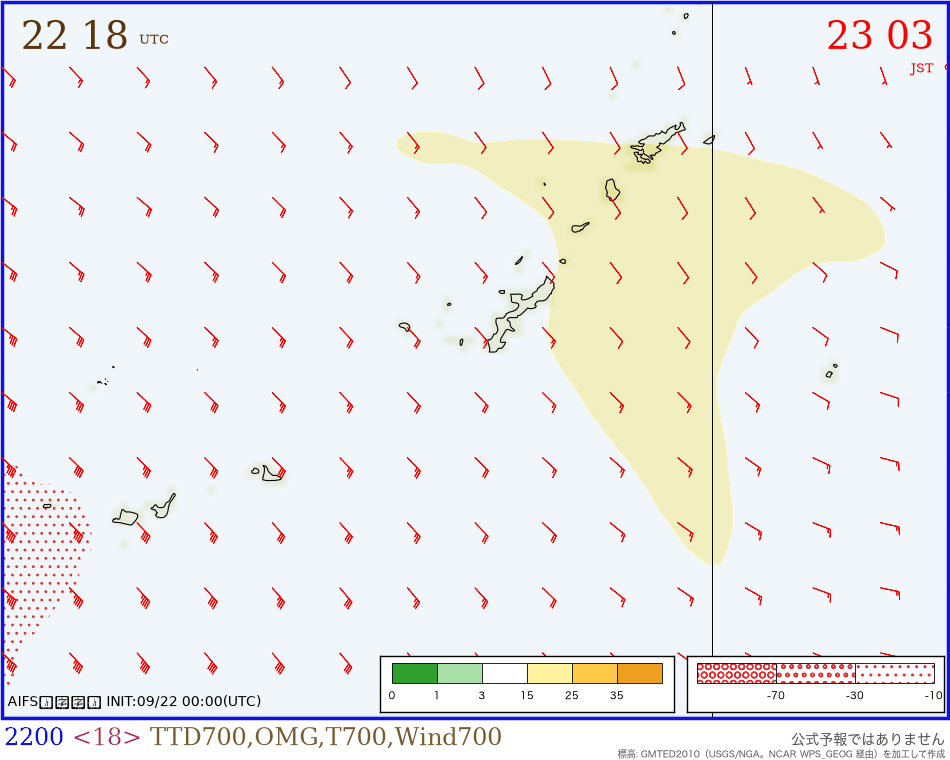 22 18 UTC
23 03
JST
0 1 3 15 25 35
-70 -30 -10
AIFS INIT:09/22 00:00(UTC)
2200 <18> TTD700,OMG,T700,Wind700
公式予報ではありません
標高: GMTED2010（USGS/NGA。NCAR WPS_GEOG 経由）を加工して作成